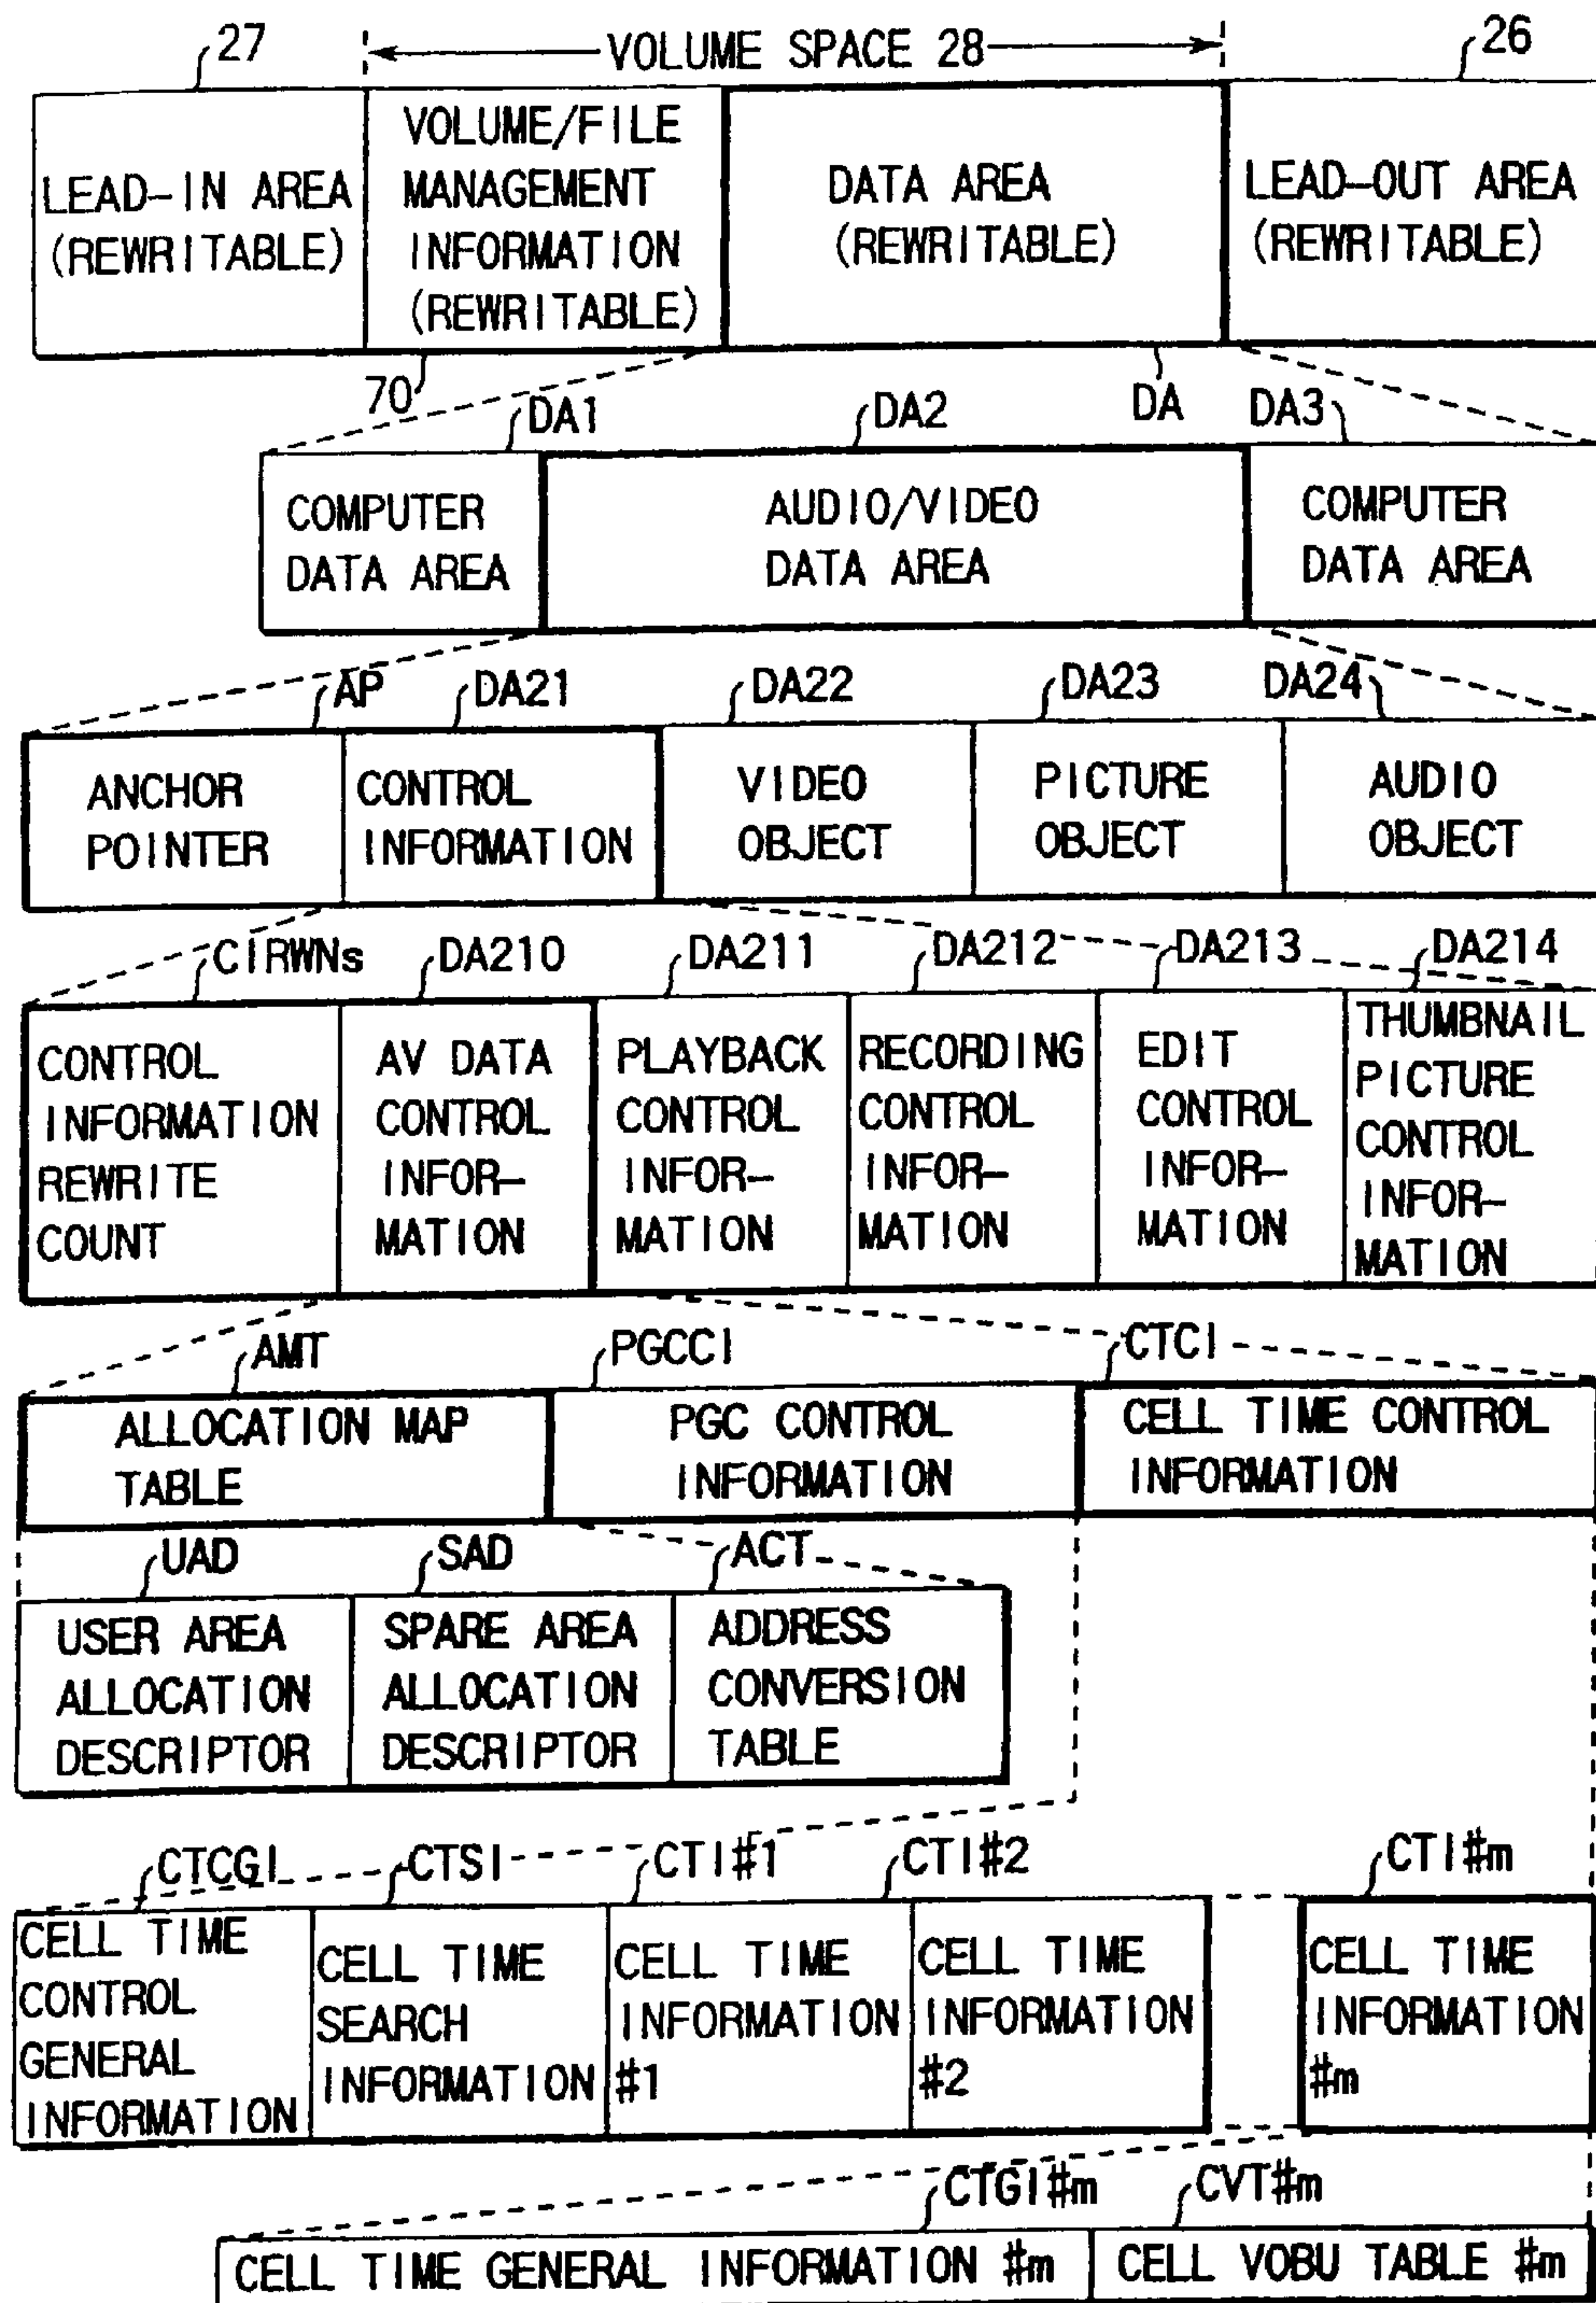 27
VOLUME SPACE 28
26
LEAD-IN AREA
(REWRITABLE)
VOLUME/FILE
MANAGEMENT
INFORMATION
(REWRITABLE)
DATA AREA
(REWRITABLE)
LEAD-OUT AREA
(REWRITABLE)
70
DA1
DA2
DA
DA3
COMPUTER
DATA AREA
AUDIO/VIDEO
DATA AREA
COMPUTER
DATA AREA
AP
DA21
DA22
DA23
DA24
ANCHOR
POINTER
CONTROL
INFORMATION
VIDEO
OBJECT
PICTURE
OBJECT
AUDIO
OBJECT
CIRWNs
DA210
DA211
DA212
DA213
DA214
CONTROL
INFORMATION
REWRITE
COUNT
AV DATA
CONTROL
INFOR-
MATION
PLAYBACK
CONTROL
INFOR-
MATION
RECORDING
CONTROL
INFOR-
MATION
EDIT
CONTROL
INFOR-
MATION
THUMBNAIL
PICTURE
CONTROL
INFOR-
MATION
AMT
PGCCI
CTCI
ALLOCATION MAP
TABLE
PGC CONTROL
INFORMATION
CELL TIME CONTROL
INFORMATION
UAD
SAD
ACT
USER AREA
ALLOCATION
DESCRIPTOR
SPARE AREA
ALLOCATION
DESCRIPTOR
ADDRESS
CONVERSION
TABLE
CTCGI
CTSI
CTI#1
CTI#2
CTI#m
CELL TIME
CONTROL
GENERAL
INFORMATION
CELL TIME
SEARCH
INFORMATION
CELL TIME
INFORMATION
#1
CELL TIME
INFORMATION
#2
CELL TIME
INFORMATION
#m
CTGI#m
CVT#m
CELL TIME GENERAL INFORMATION #m
CELL VOBU TABLE #m